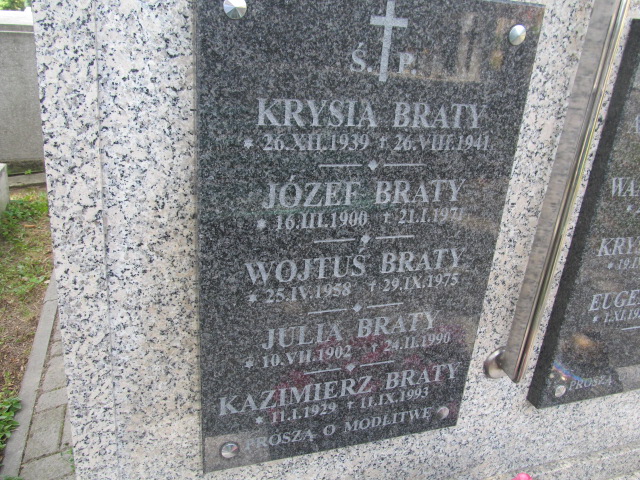 Ś. P.
KRYSIA BRATY
* 26.XII.1939 † 26.VIII.1941
JÓZEF BRATY
* 16.III.1900 † 21.I.1971
WOJTUŚ BRATY
* 25.IV.1958 † 29.IX.1975
JULIA BRATY
* 10.VII.1902 † 24.II.1990
KAZIMIERZ BRATY
* 11.I.1929 † 11.IX.1993
PROSZĄ O MODLITWĘ
PROSZĄ